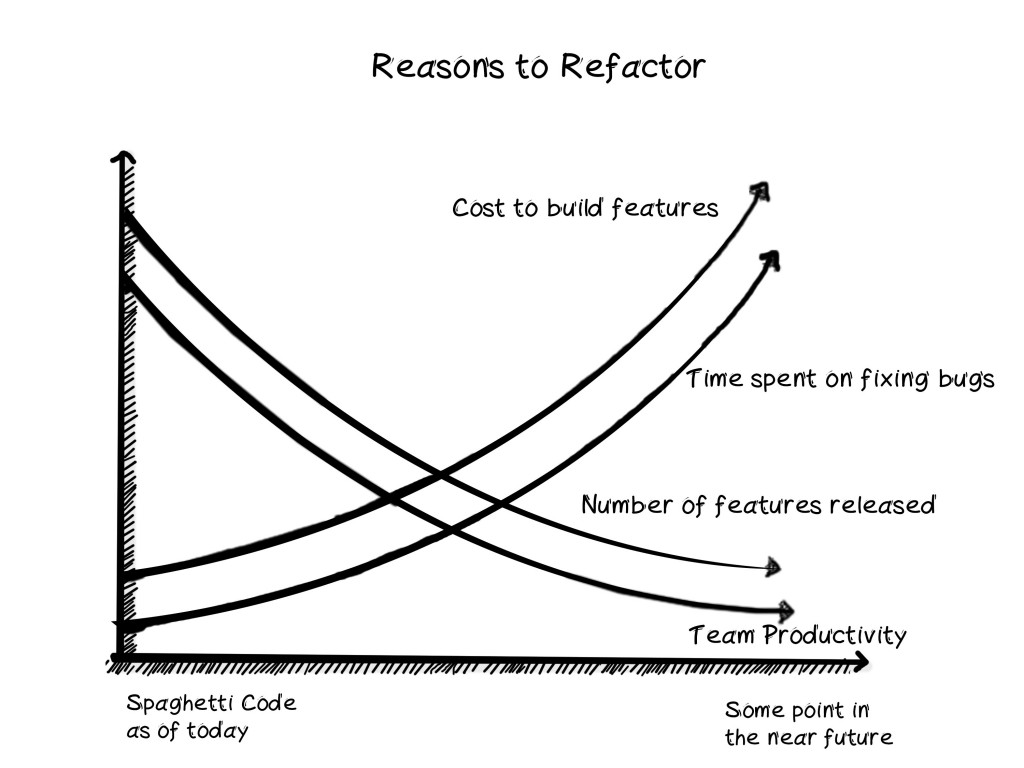 Reasons to Refactor
Cost to build features
Time spent on fixing bugs
Number of features released
Team Productivity
Spaghetti Code
as of today
Some point in
the near future